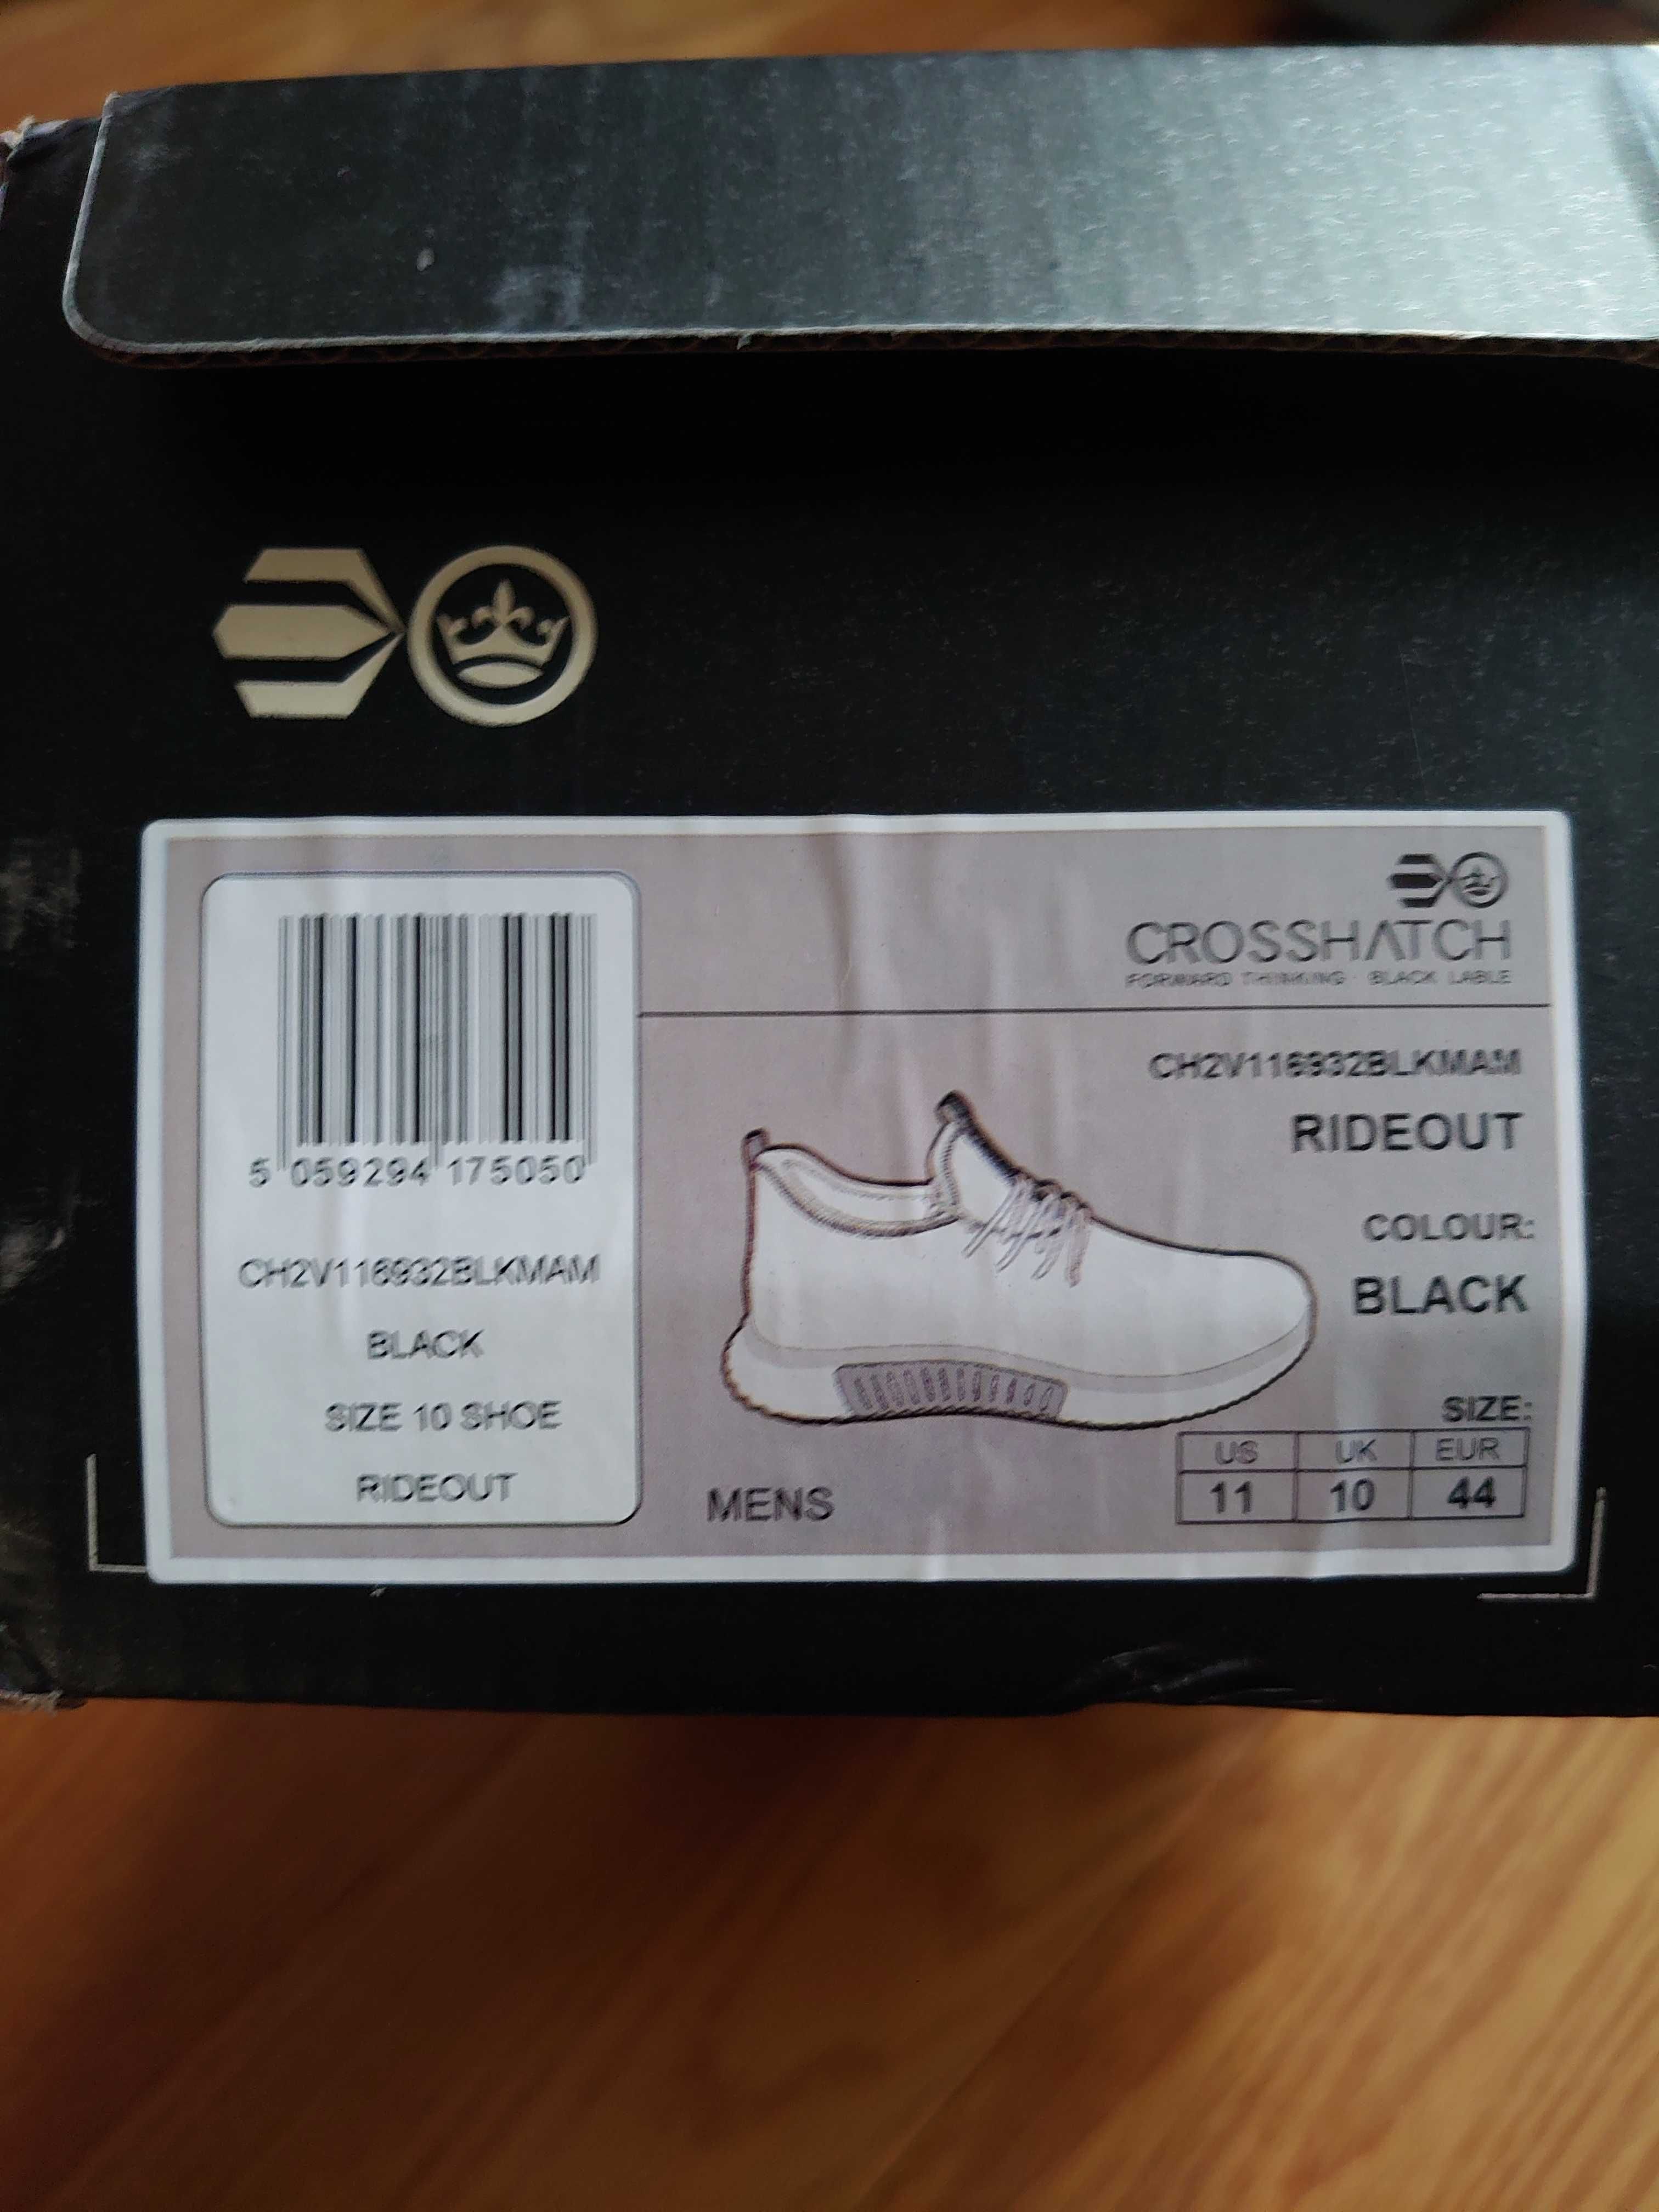 CROSSHATCH
FORWARD THINKING · BLACK LABLE
5 059294 175050
CH2V116932BLKMAM
BLACK
SIZE 10 SHOE
RIDEOUT
CH2V116932BLKMAM
RIDEOUT
COLOUR:
BLACK
MENS
SIZE:
US UK EUR
11 10 44